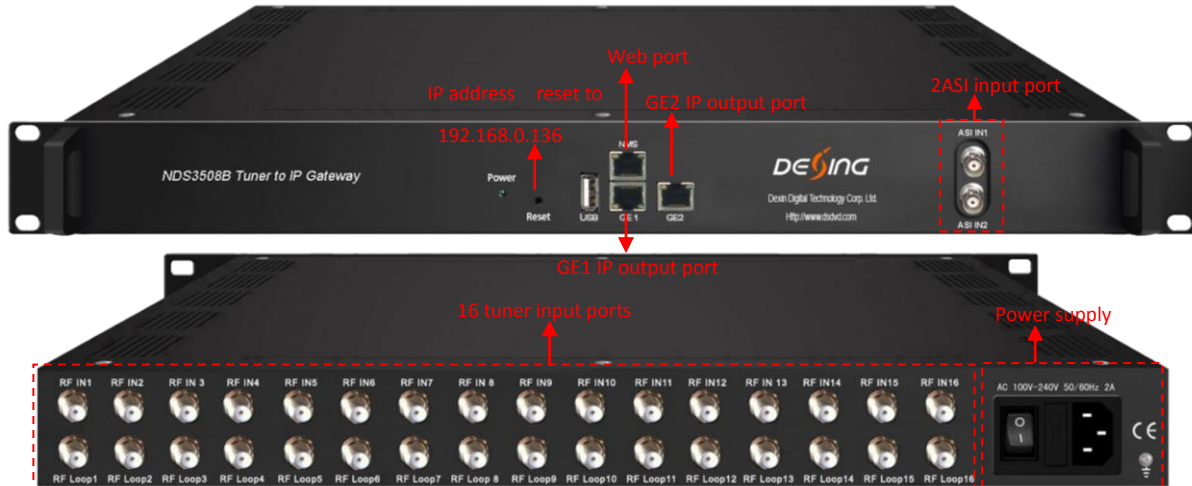 Web port
2ASI input port
IP address reset to
GE2 IP output port
192.168.0.136
NMS
ASI IN1
NDS3508B Tuner to IP Gateway
Power
DEXING
Dexin Digital Technology Corp. Ltd.
Http://www.dsdvd.com
Reset
USB
GE 1
GE2
ASI IN2
GE1 IP output port
16 tuner input ports
Power supply
RF IN1 RF IN2 RF IN 3 RF IN4 RF IN5 RF IN6 RF IN7 RF IN 8 RF IN9 RF IN10 RF IN11 RF IN12 RF IN 13 RF IN14 RF IN15 RF IN16
AC 100V-240V 50/60Hz 2A
O
I
CE
RF Loop1 RF Loop2 RF Loop3 RF Loop4 RF Loop5 RF Loop6 RF Loop7 RF Loop 8 RF Loop9 RF Loop10 RF Loop11 RF Loop12 RF Loop13 RF Loop14 RF Loop15 RF Loop16